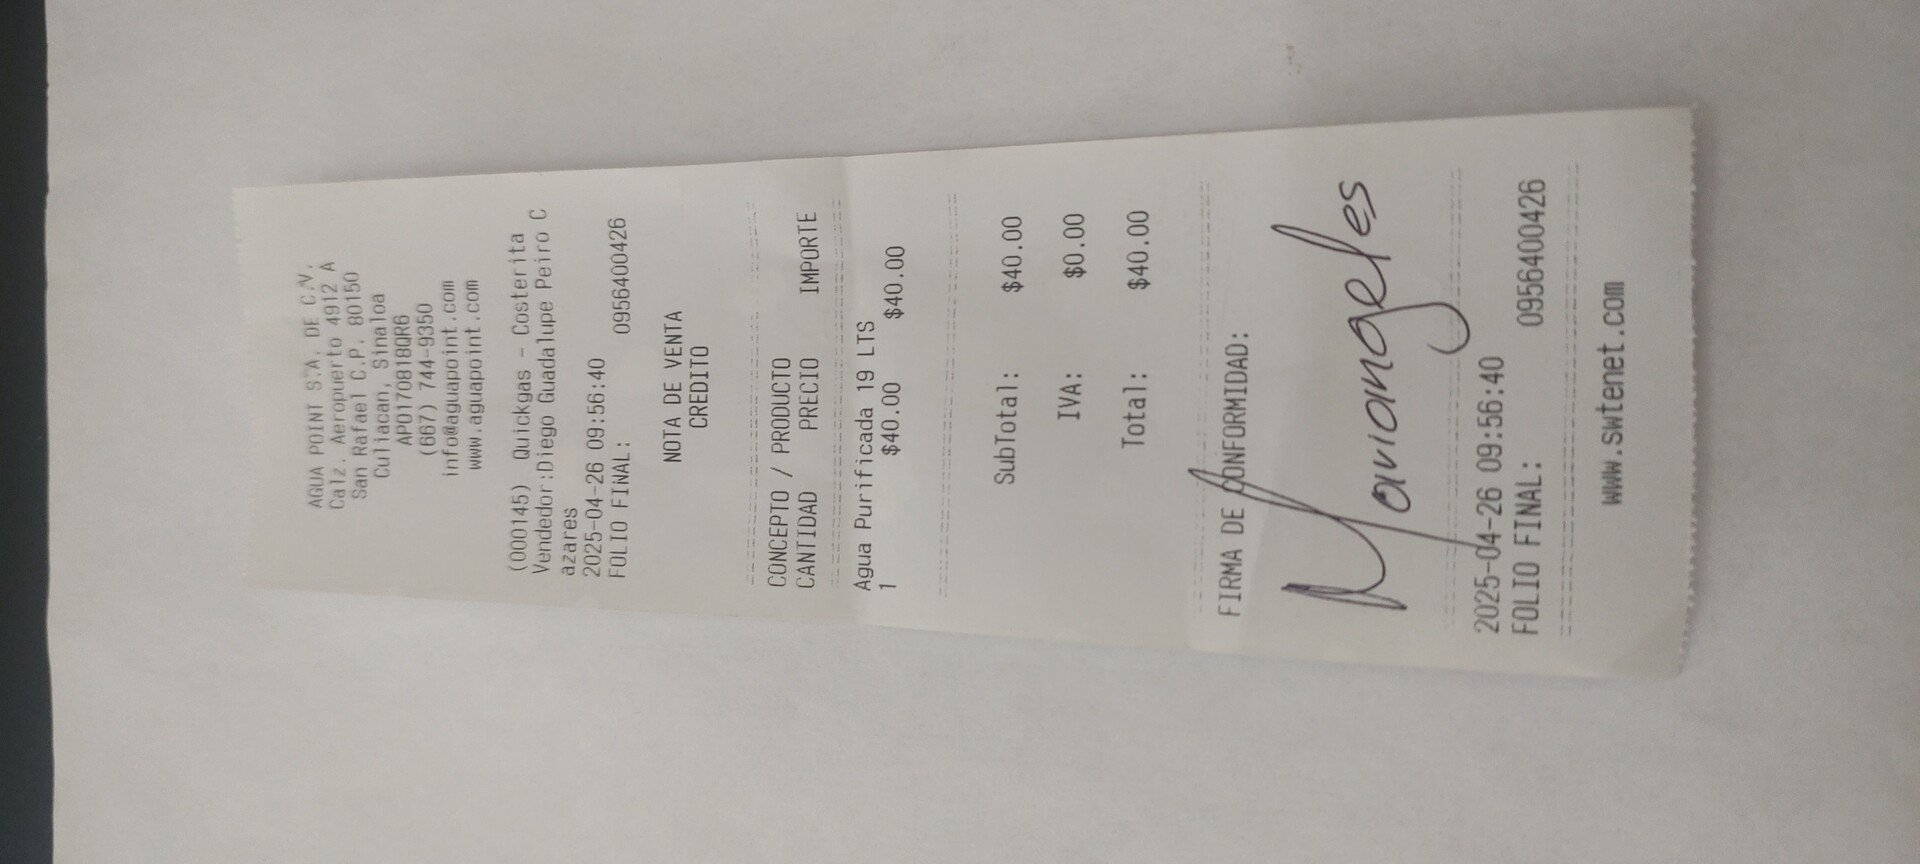 AGUA POINT S.A. DE C.V.
Calz. Aeropuerto 4912 A
San Rafael C.P. 80150
Culiacan, Sinaloa
APO170818QR6
(667) 744-9350
info@aguapoint.com
www.aguapoint.com
(000145) Quickgas - Costerita
Vendedor:Diego Guadalupe Peiro C
azares
2025-04-26 09:56:40
FOLIO FINAL: 0956400426
NOTA DE VENTA
CREDITO
CONCEPTO / PRODUCTO
CANTIDAD PRECIO IMPORTE
Agua Purificada 19 LTS
1 $40.00 $40.00
SubTotal: $40.00
IVA: $0.00
Total: $40.00
FIRMA DE CONFORMIDAD:
Mariangeles
2025-04-26 09:56:40
FOLIO FINAL: 0956400426
www.swtenet.com